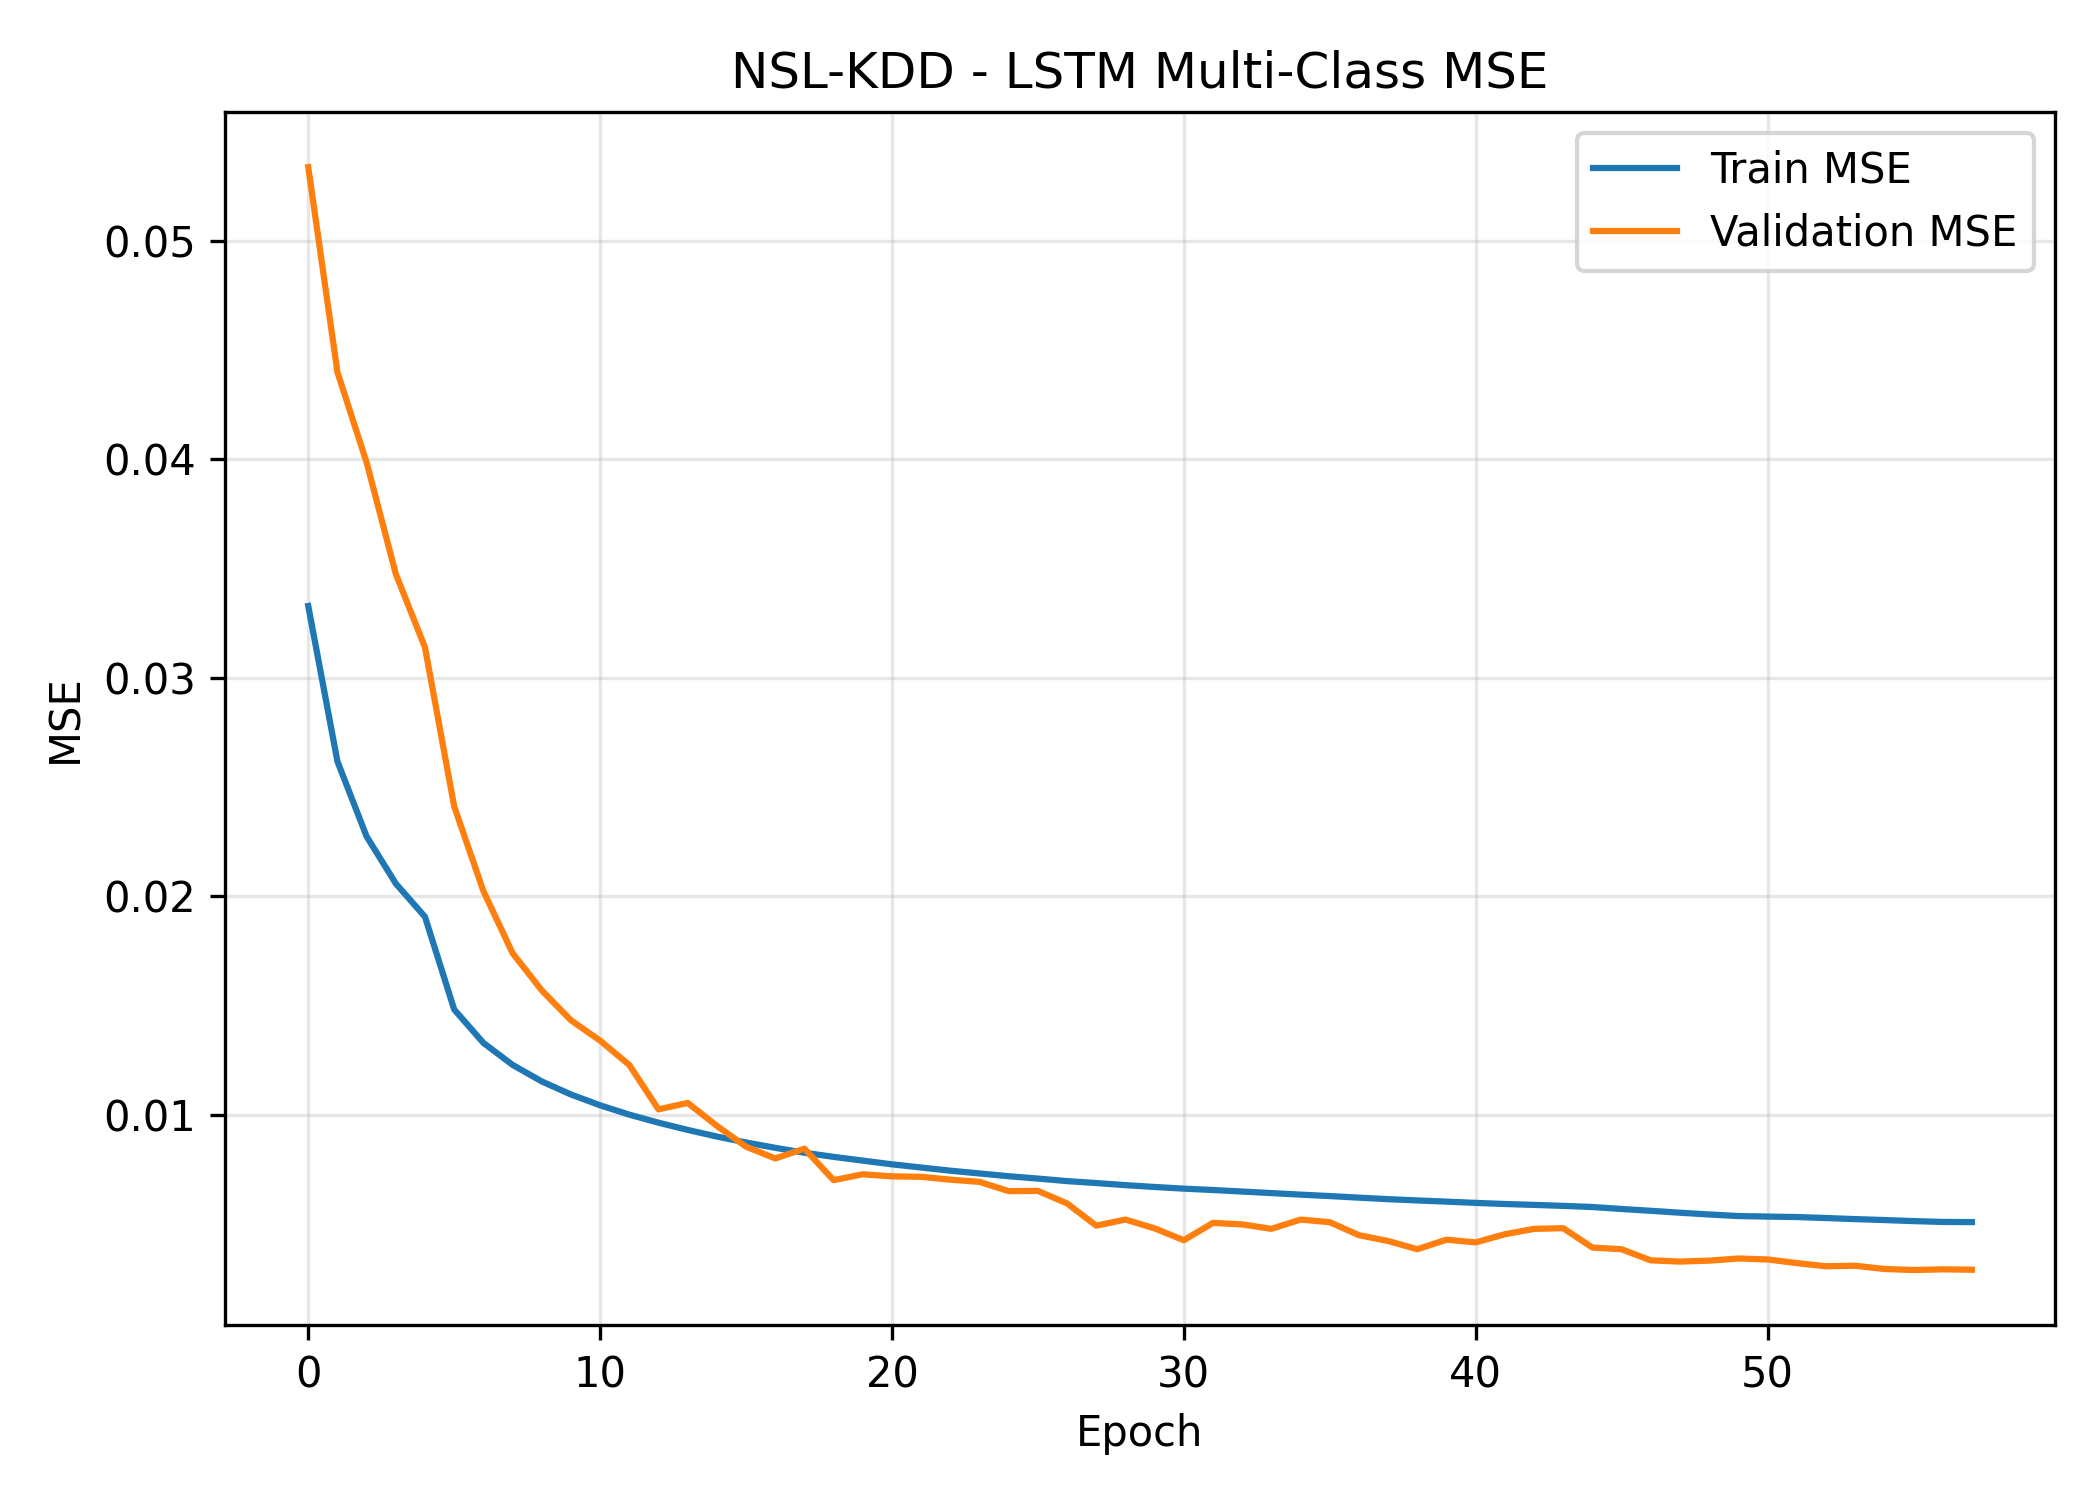 NSL-KDD - LSTM Multi-Class MSE
Train MSE
Validation MSE
0.05
0.04
0.03
0.02
0.01
MSE
0 10 20 30 40 50
Epoch